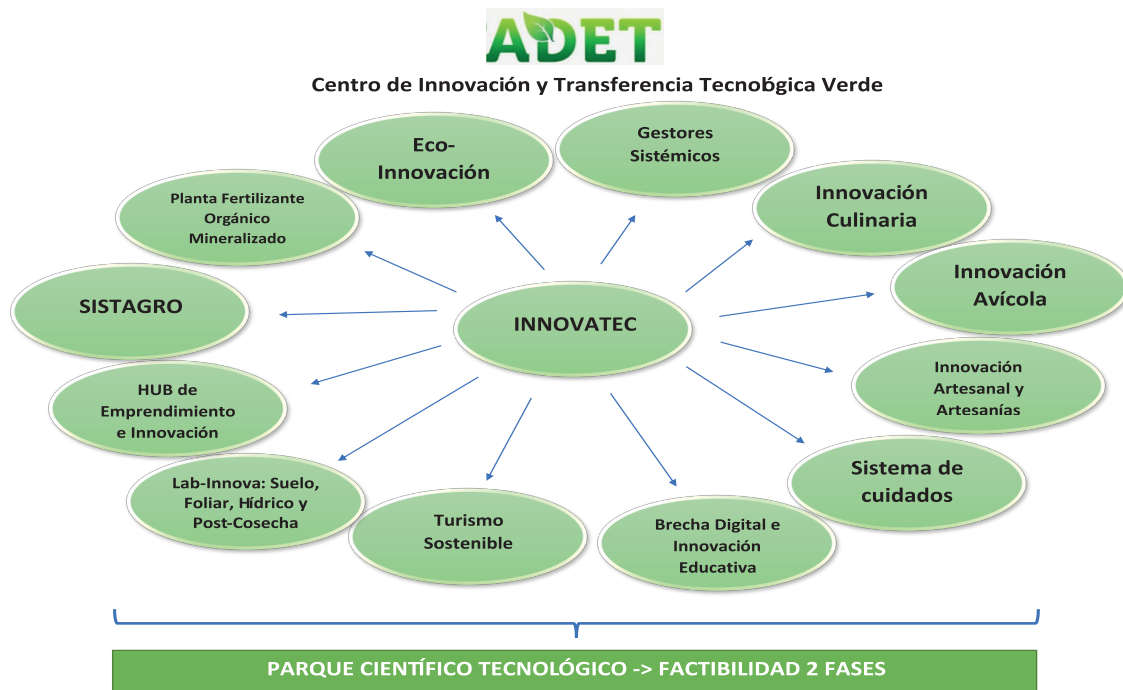 ADET
Centro de Innovación y Transferencia Tecnológica Verde
Eco-
Innovación
Gestores
Sistémicos
Innovación
Culinaria
Innovación
Avícola
Innovación
Artesanal y
Artesanías
Sistema de
cuidados
Brecha Digital e
Innovación
Educativa
Turismo
Sostenible
Lab-Innova: Suelo,
Foliar, Hídrico y
Post-Cosecha
HUB de
Emprendimiento
e Innovación
SISTAGRO
Planta Fertilizante
Orgánico
Mineralizado
INNOVATEC
PARQUE CIENTÍFICO TECNOLÓGICO -> FACTIBILIDAD 2 FASES